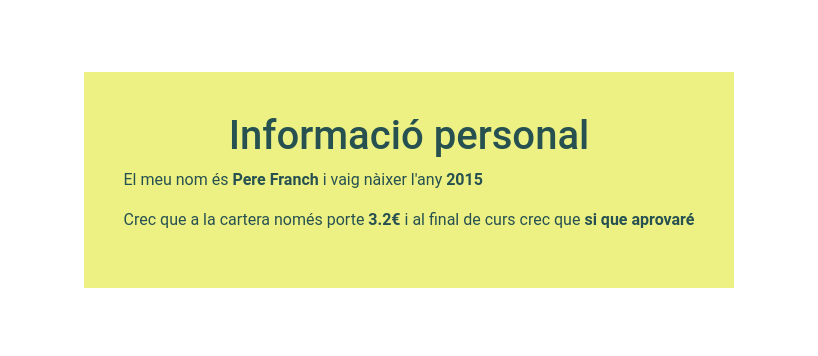 Informació personal
El meu nom és Pere Franch i vaig nàixer l'any 2015
Crec que a la cartera només porte 3.2€ i al final de curs crec que si que aprovaré